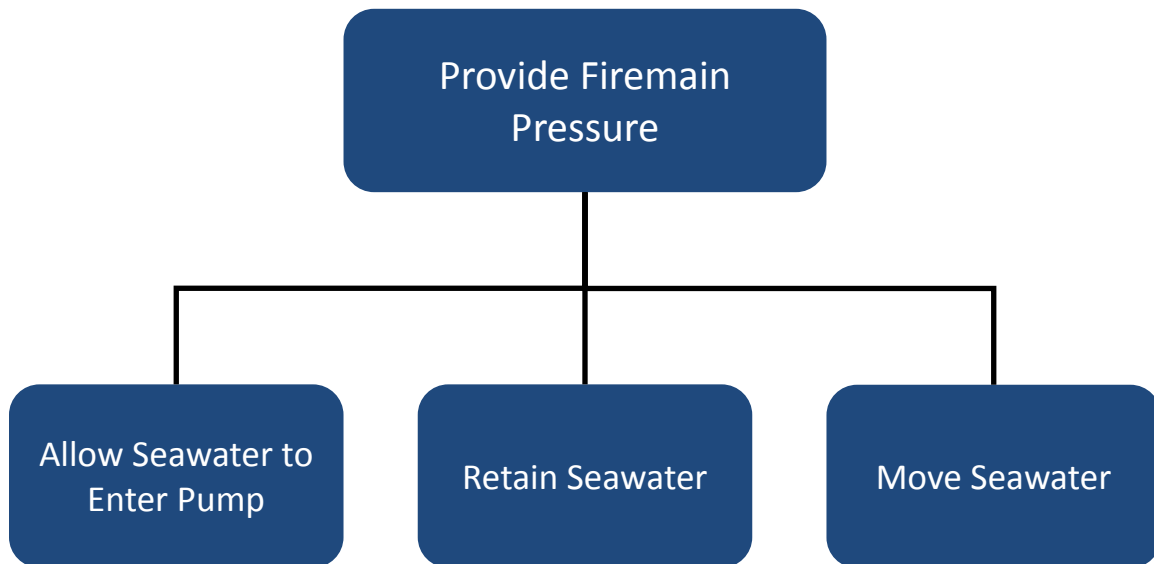 Provide Firemain
Pressure
Allow Seawater to
Enter Pump
Retain Seawater
Move Seawater